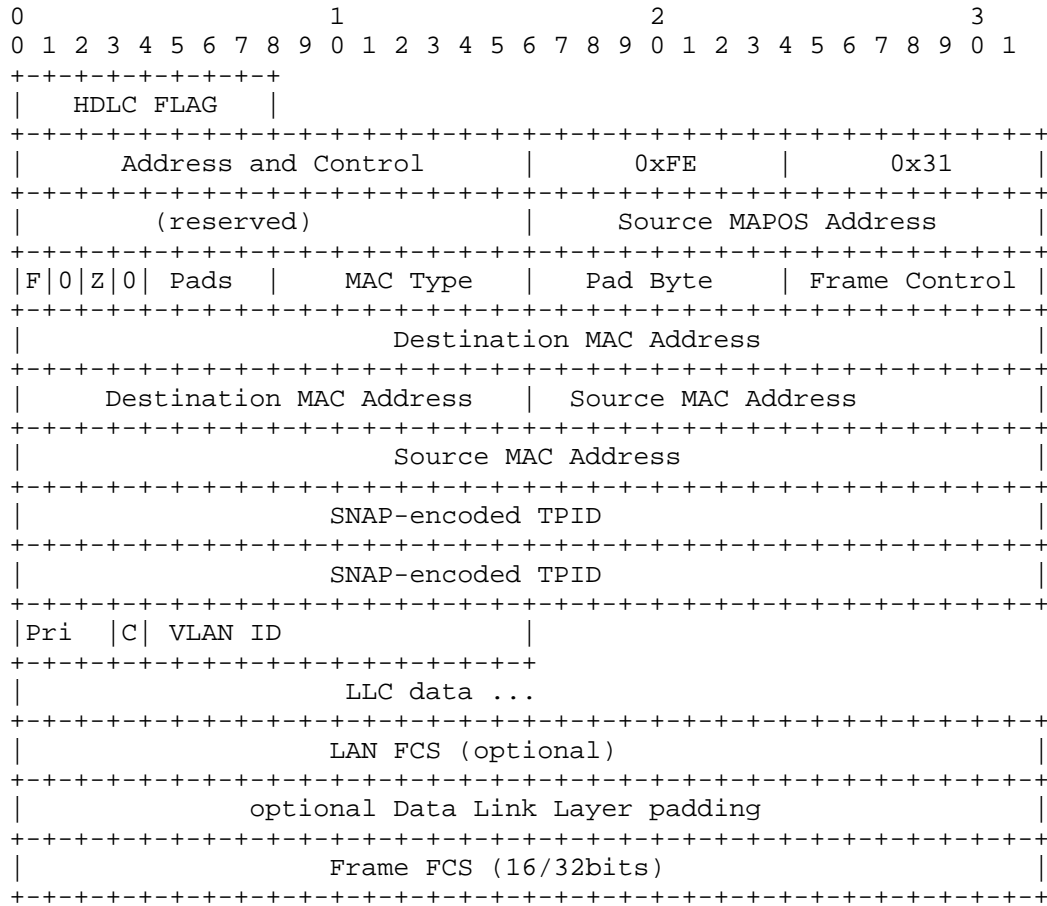 0                   1                   2                   3
0 1 2 3 4 5 6 7 8 9 0 1 2 3 4 5 6 7 8 9 0 1 2 3 4 5 6 7 8 9 0 1
+-+-+-+-+-+-+-+-+
|   HDLC FLAG   |
+-+-+-+-+-+-+-+-+-+-+-+-+-+-+-+-+-+-+-+-+-+-+-+-+-+-+-+-+-+-+-+-+
|      Address and Control      |      0xFE     |      0x31     |
+-+-+-+-+-+-+-+-+-+-+-+-+-+-+-+-+-+-+-+-+-+-+-+-+-+-+-+-+-+-+-+-+
|        (reserved)             |     Source MAPOS Address      |
+-+-+-+-+-+-+-+-+-+-+-+-+-+-+-+-+-+-+-+-+-+-+-+-+-+-+-+-+-+-+-+-+
|F|0|Z|0| Pads  |    MAC Type   |   Pad Byte    | Frame Control |
+-+-+-+-+-+-+-+-+-+-+-+-+-+-+-+-+-+-+-+-+-+-+-+-+-+-+-+-+-+-+-+-+
|                       Destination MAC Address                 |
+-+-+-+-+-+-+-+-+-+-+-+-+-+-+-+-+-+-+-+-+-+-+-+-+-+-+-+-+-+-+-+-+
|     Destination MAC Address   |  Source MAC Address           |
+-+-+-+-+-+-+-+-+-+-+-+-+-+-+-+-+-+-+-+-+-+-+-+-+-+-+-+-+-+-+-+-+
|                       Source MAC Address                      |
+-+-+-+-+-+-+-+-+-+-+-+-+-+-+-+-+-+-+-+-+-+-+-+-+-+-+-+-+-+-+-+-+
|                   SNAP-encoded TPID                           |
+-+-+-+-+-+-+-+-+-+-+-+-+-+-+-+-+-+-+-+-+-+-+-+-+-+-+-+-+-+-+-+-+
|                   SNAP-encoded TPID                           |
+-+-+-+-+-+-+-+-+-+-+-+-+-+-+-+-+-+-+-+-+-+-+-+-+-+-+-+-+-+-+-+-+
|Pri  |C| VLAN ID               |
+-+-+-+-+-+-+-+-+-+-+-+-+-+-+-+-+
|                    LLC data ...
+-+-+-+-+-+-+-+-+-+-+-+-+-+-+-+-+-+-+-+-+-+-+-+-+-+-+-+-+-+-+-+-+
|                   LAN FCS (optional)                          |
+-+-+-+-+-+-+-+-+-+-+-+-+-+-+-+-+-+-+-+-+-+-+-+-+-+-+-+-+-+-+-+-+
|              optional Data Link Layer padding                 |
+-+-+-+-+-+-+-+-+-+-+-+-+-+-+-+-+-+-+-+-+-+-+-+-+-+-+-+-+-+-+-+-+
|                   Frame FCS (16/32bits)                       |
+-+-+-+-+-+-+-+-+-+-+-+-+-+-+-+-+-+-+-+-+-+-+-+-+-+-+-+-+-+-+-+-+